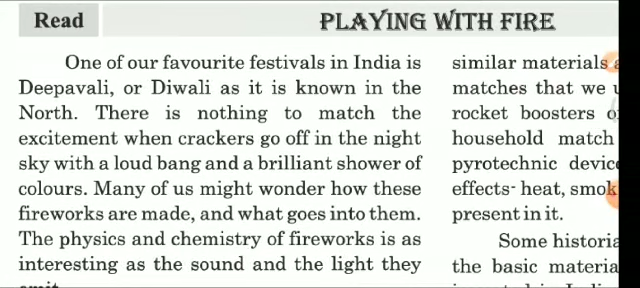 Read
PLAYING WITH FIRE
One of our favourite festivals in India is
Deepavali, or Diwali as it is known in the
North. There is nothing to match the
excitement when crackers go off in the night
sky with a loud bang and a brilliant shower of
colours. Many of us might wonder how these
fireworks are made, and what goes into them.
The physics and chemistry of fireworks is as
interesting as the sound and the light they
similar materials
matches that we
rocket boosters
household match
pyrotechnic
effects- heat,
present in it.
Some
the basic